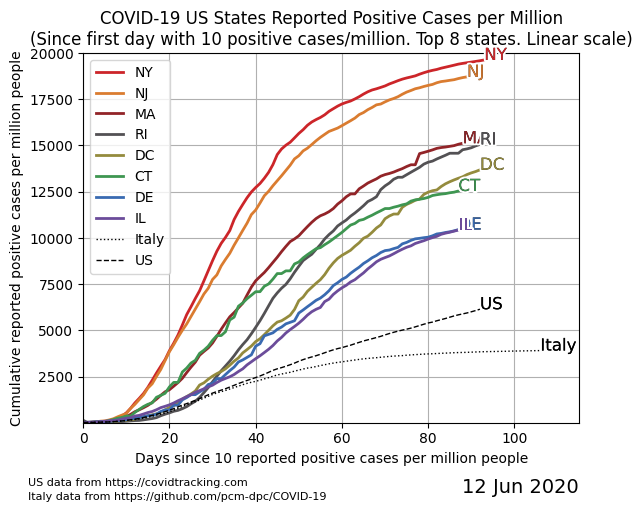 COVID-19 US States Reported Positive Cases per Million
(Since first day with 10 positive cases/million. Top 8 states. Linear scale)
Cumulative reported positive cases per million people
20000
17500
15000
12500
10000
7500
5000
2500
NY
NJ
MA
RI
DC
CT
DE
IL
Italy
US
NY
NJ
MA
RI
DC
CT
IL
DE
US
Italy
0
20
40
60
80
100
Days since 10 reported positive cases per million people
US data from https://covidtracking.com
Italy data from https://github.com/pcm-dpc/COVID-19
12 Jun 2020